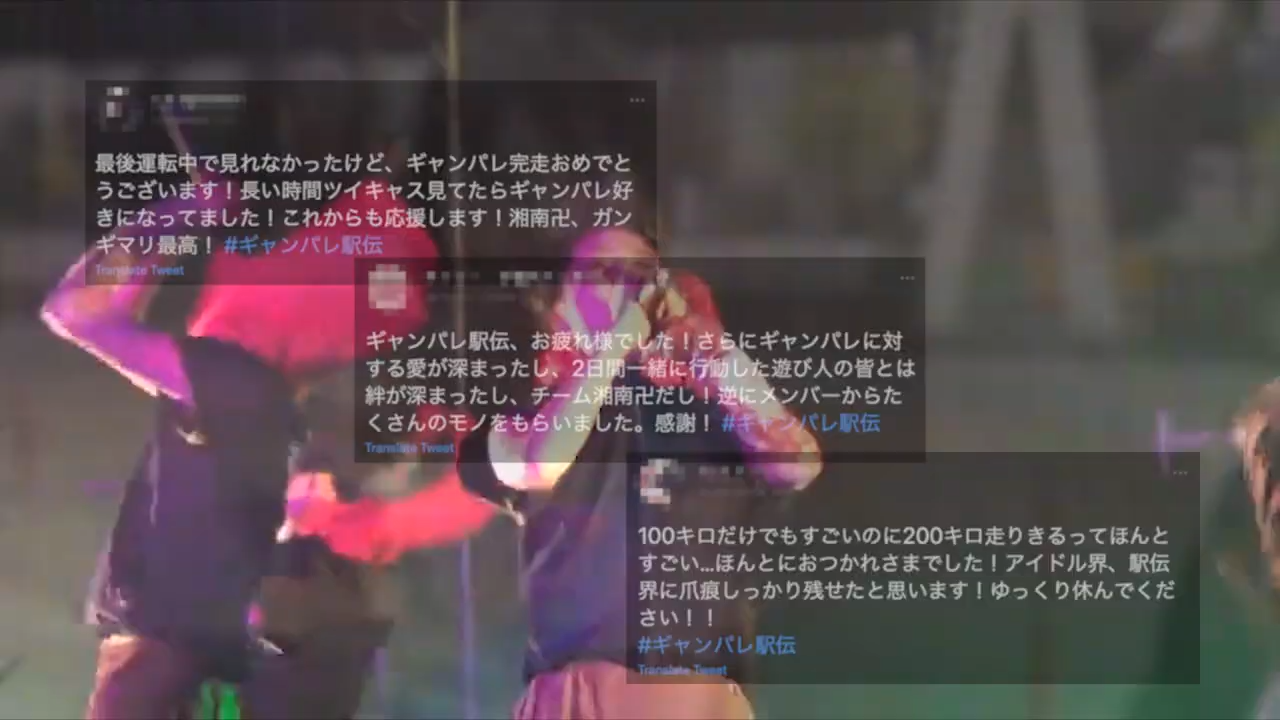 最後運転中で見れなかったけど、ギャンパレ完走おめでと
うございます！長い時間ツイキャス見てたらギャンパレ好
きになってました！これからも応援します！湘南卍、ガン
ギマリ最高！ #ギャンパレ駅伝
Translate Tweet
ギャンパレ駅伝、お疲れ様でした！さらにギャンパレに対
する愛が深まったし、2日間一緒に行動した遊び人の皆とは
絆が深まったし、チーム湘南卍だし！逆にメンバーからた
くさんのモノをもらいました。感謝！ #ギャンパレ駅伝
Translate Tweet
100キロだけでもすごいのに200キロ走りきるってほんと
すごい...ほんとにおつかれさまでした！アイドル界、駅伝
界に爪痕しっかり残せたと思います！ゆっくり休んでくだ
さい！！
#ギャンパレ駅伝
Translate Tweet